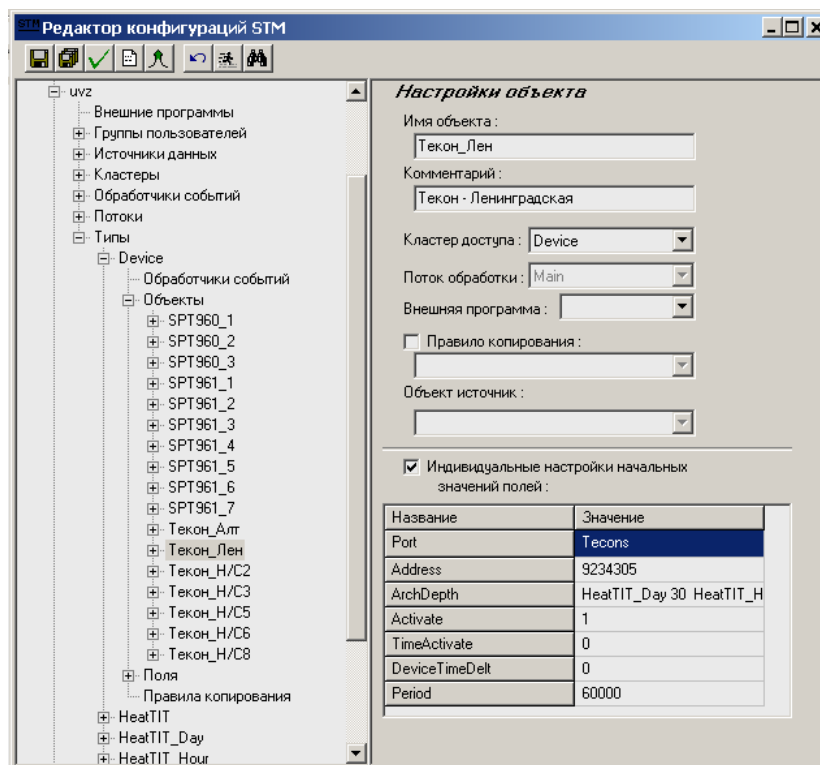 STM Редактор конфигураций STM
uvz
Внешние программы
Группы пользователей
Источники данных
Кластеры
Обработчики событий
Потоки
Типы
Device
Обработчики событий
Объекты
SPT960_1
SPT960_2
SPT960_3
SPT961_1
SPT961_2
SPT961_3
SPT961_4
SPT961_5
SPT961_6
SPT961_7
Текон_Алт
Текон_Лен
Текон_Н/С2
Текон_Н/С3
Текон_Н/С5
Текон_Н/С6
Текон_Н/С8
Поля
Правила копирования
HeatTIT
HeatTIT_Day
HeatTIT_Hour
Настройки объекта
Имя объекта :
Текон_Лен
Комментарий :
Текон - Ленинградская
Кластер доступа : Device
Поток обработки : Main
Внешняя программа :
Правило копирования :
Объект источник :
Индивидуальные настройки начальных
значений полей :
Название Значение
Port Tecons
Address 9234305
ArchDepth HeatTIT_Day 30 HeatTIT_H
Activate 1
TimeActivate 0
DeviceTimeDelt 0
Period 60000